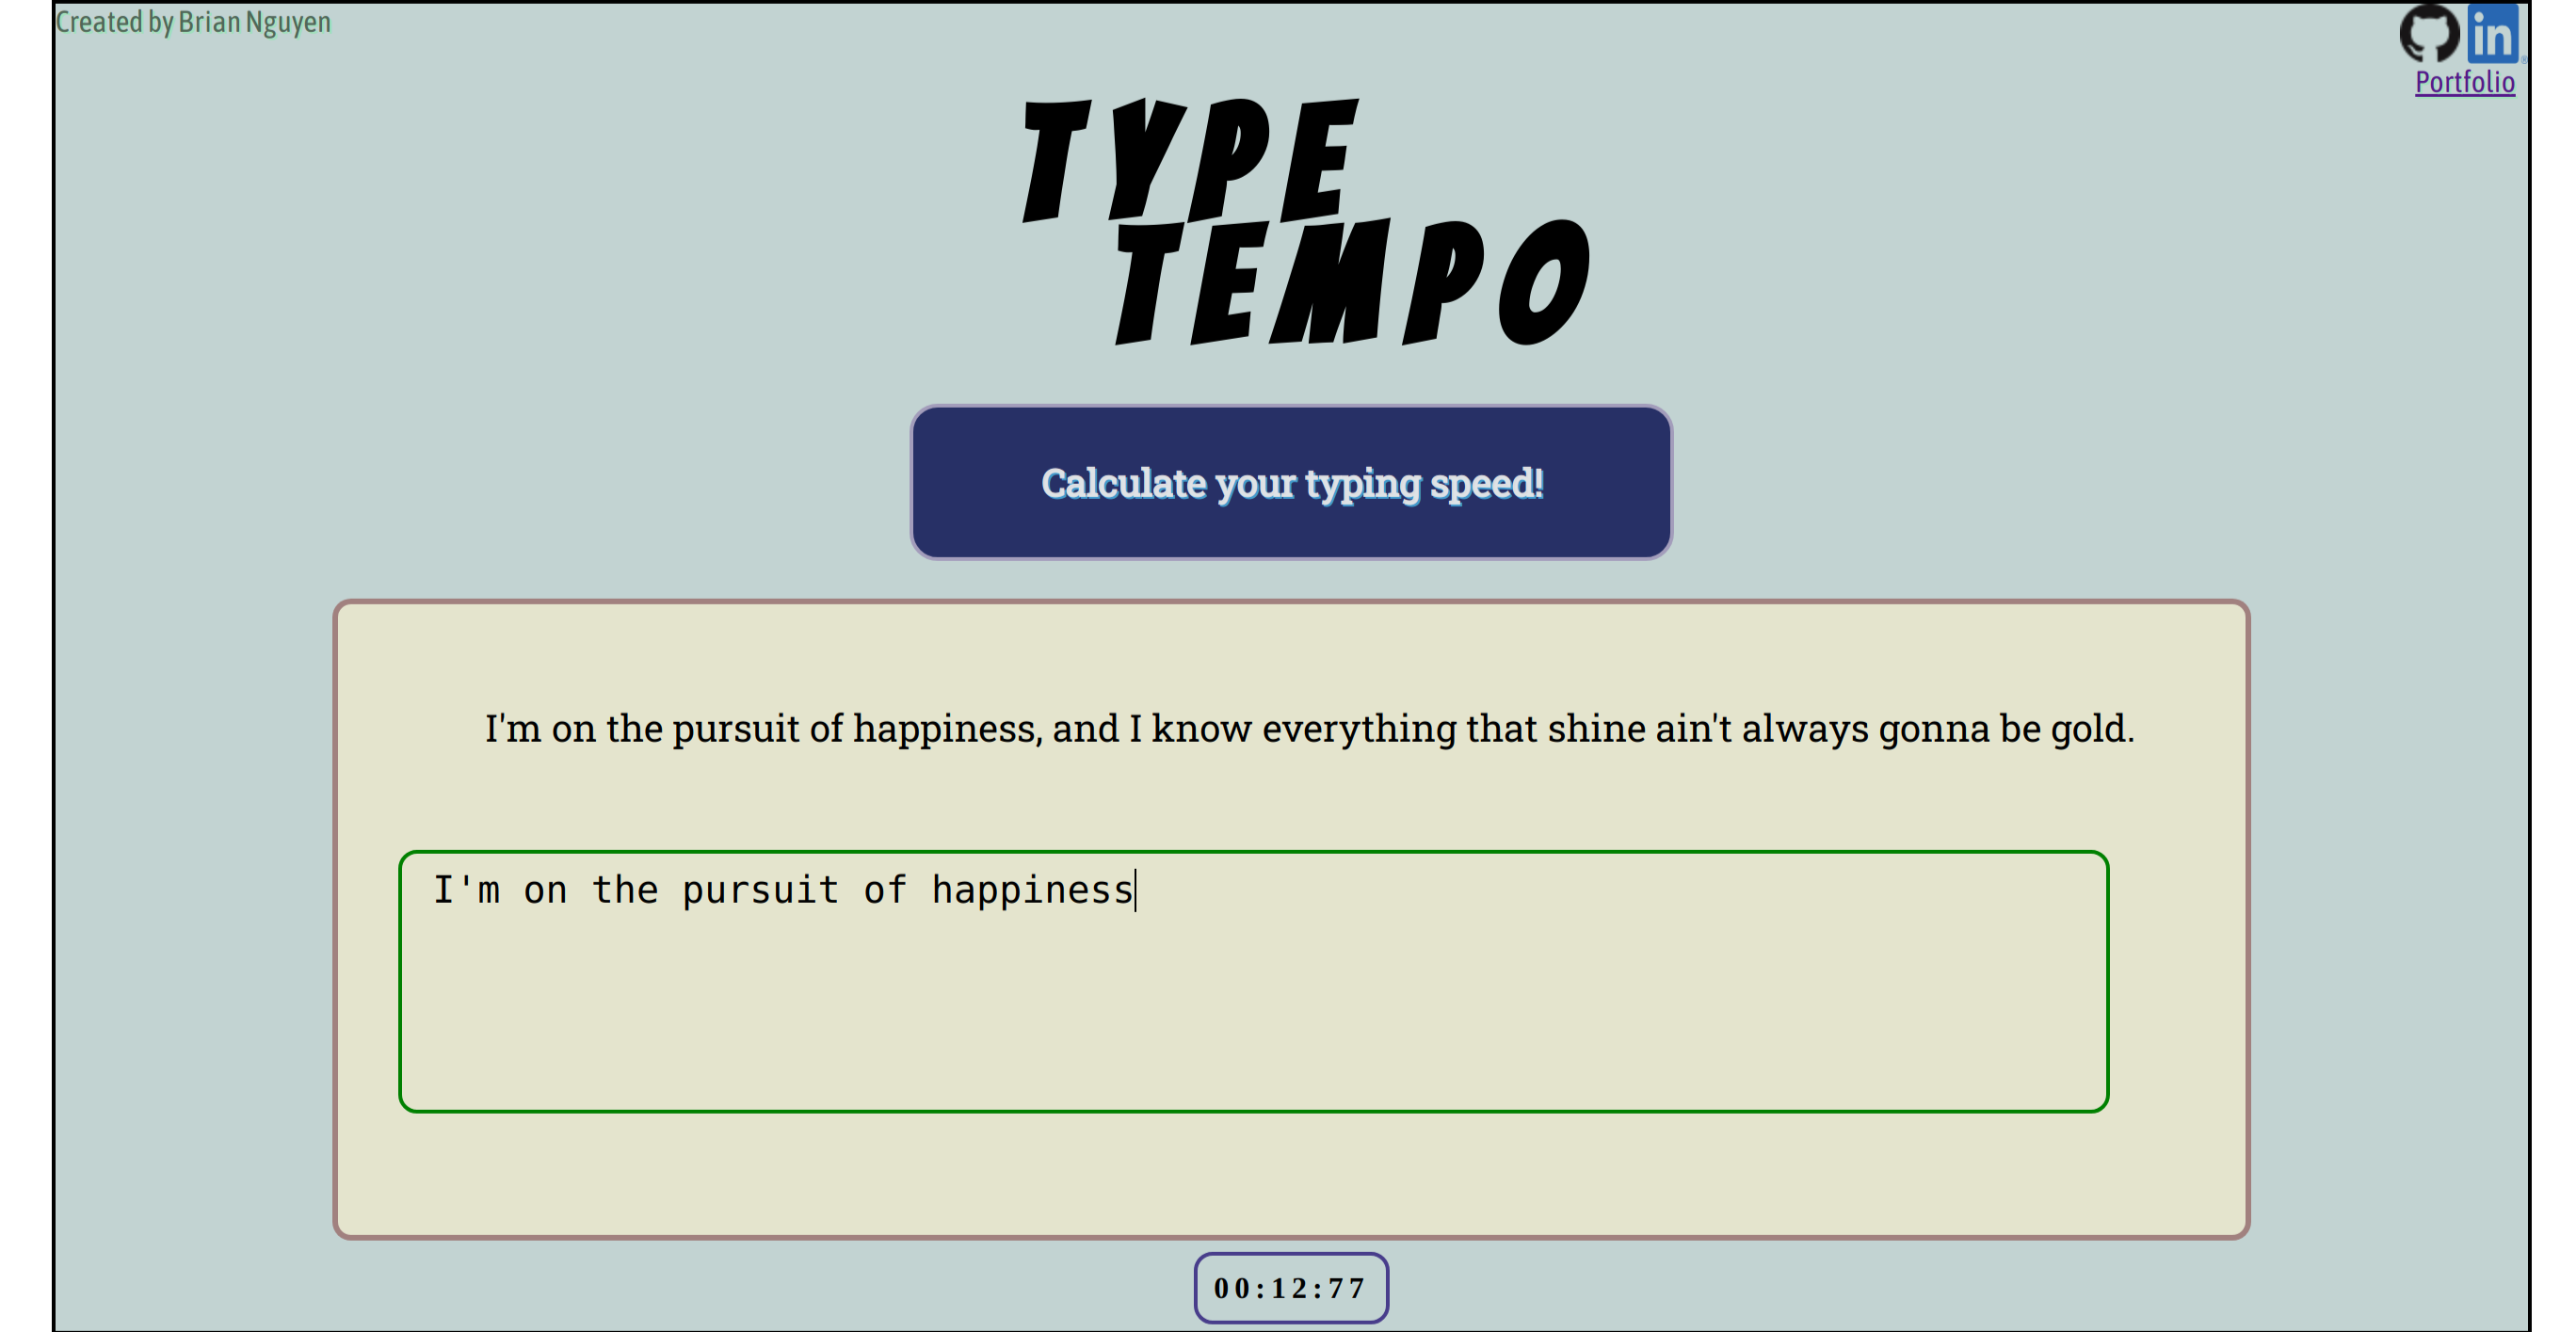 Created by Brian Nguyen
in
Portfolio
TYPE
TEMPO
Calculate your typing speed!
I'm on the pursuit of happiness, and I know everything that shine ain't always gonna be gold.
I'm on the pursuit of happiness
00:12:77